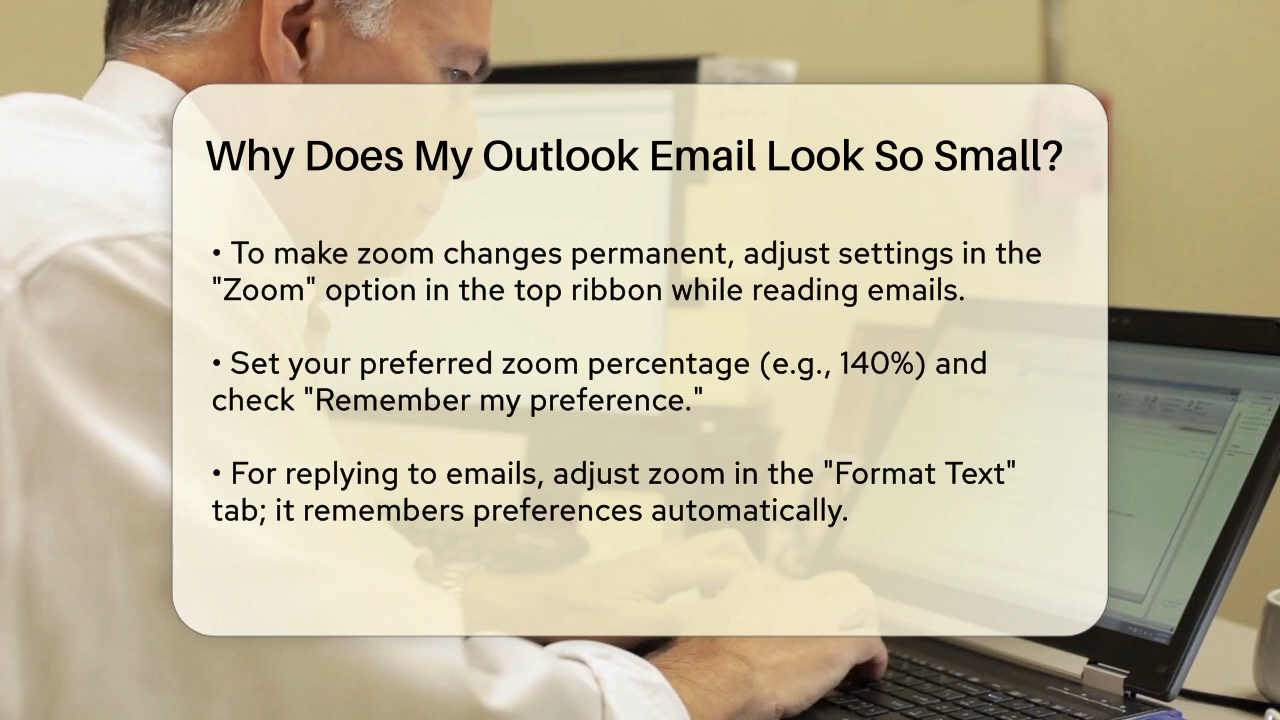 Why Does My Outlook Email Look So Small?
• To make zoom changes permanent, adjust settings in the
"Zoom" option in the top ribbon while reading emails.
• Set your preferred zoom percentage (e.g., 140%) and
check "Remember my preference."
• For replying to emails, adjust zoom in the "Format Text"
tab; it remembers preferences automatically.